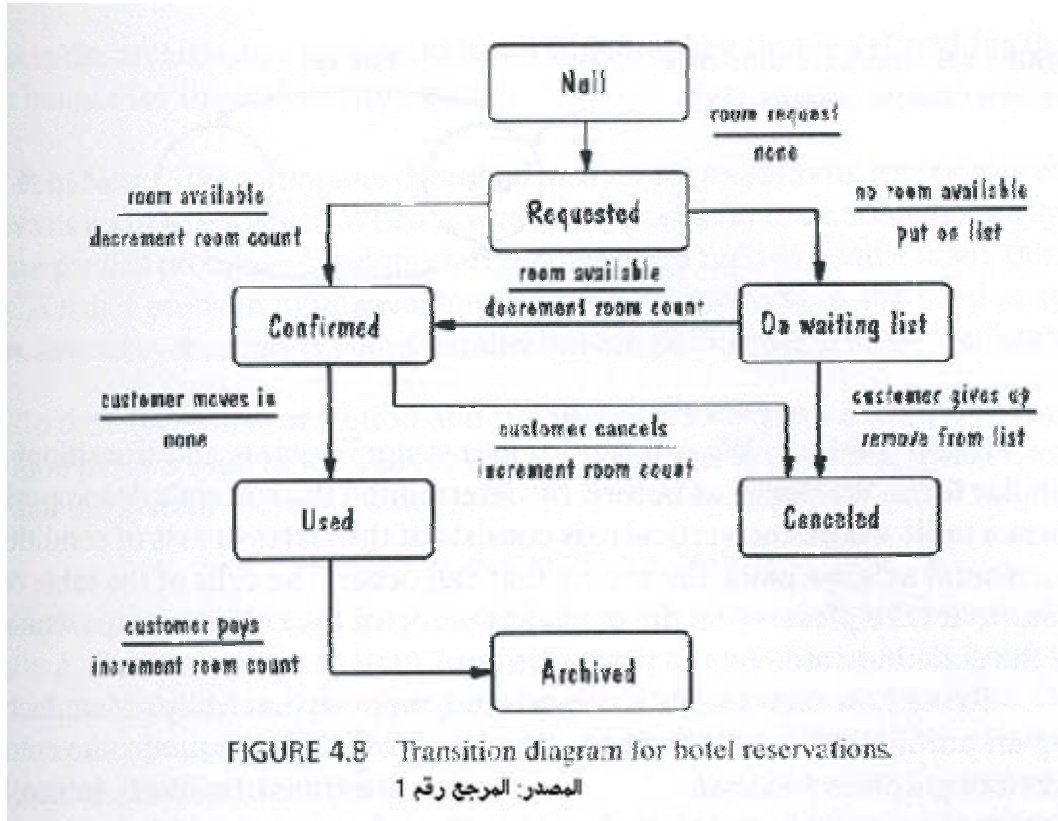 Null
room request
none
room available
decrement room count
Requested
no room available
put on list
room available
decrement room count
Confirmed
On waiting list
customer moves in
none
customer cancels
increment room count
customer gives up
remove from list
Used
Canceled
customer pays
increment room count
Archived
FIGURE 4.8 Transition diagram for hotel reservations.
المصدر: المرجع رقم 1